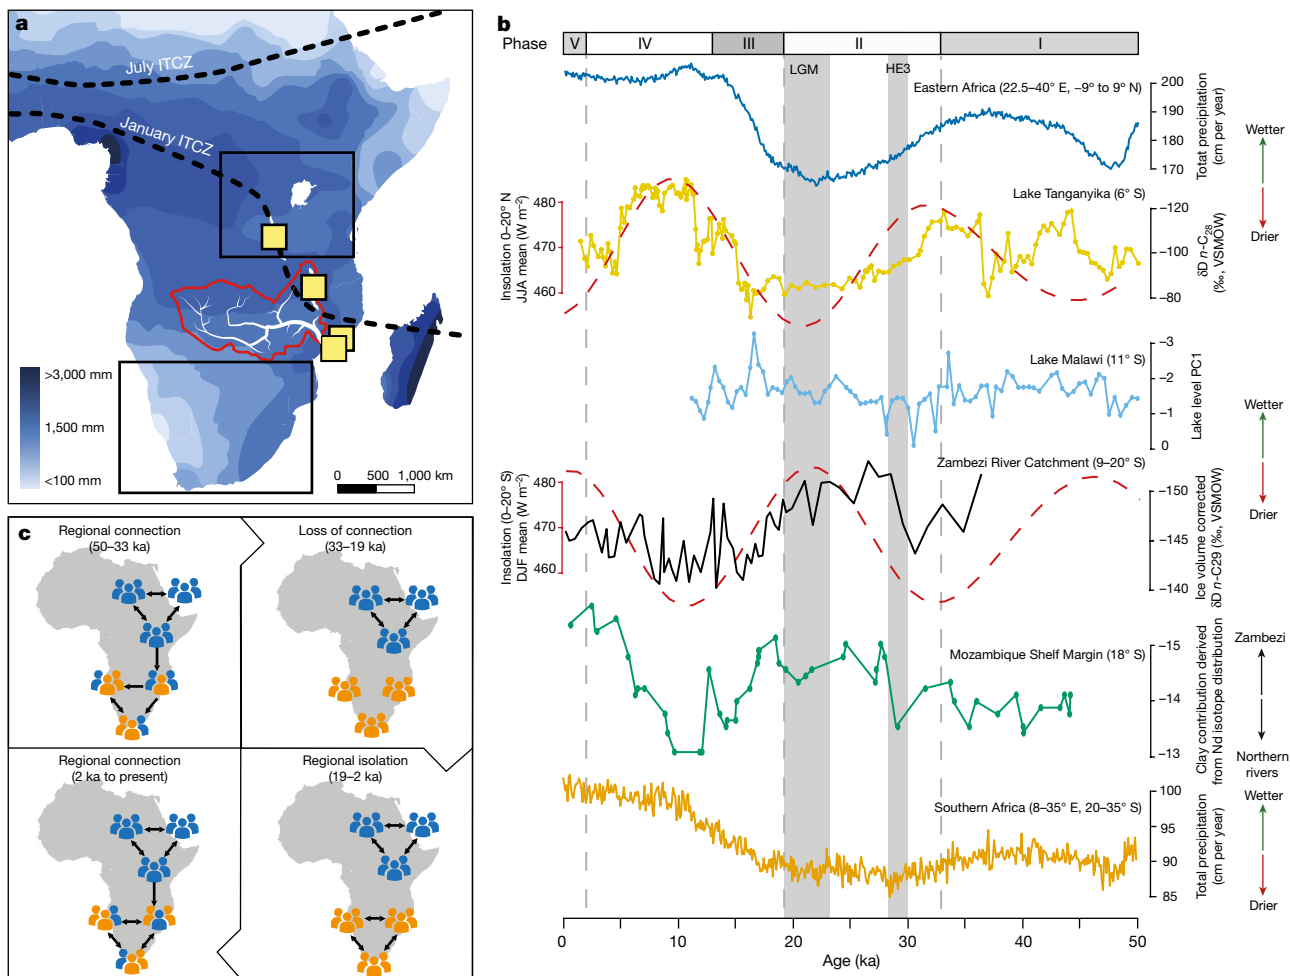 a
July ITCZ
January ITCZ
>3,000 mm
1,500 mm
<100 mm
0 500 1,000 km
b
Phase V IV III II I
LGM
HE3
Eastern Africa (22.5–40° E, –9° to 9° N)
200
190
180
170
Total precipitation
(cm per year)
Wetter
Drier
Lake Tanganyika (6° S)
480
470
460
Insolation 0–20° N
JJA mean (W m–2)
–120
–100
–80
δD n-C28
(‰, VSMOW)
Lake Malawi (11° S)
–3
–2
–1
0
Lake level PC1
Wetter
Drier
Zambezi River Catchment (9–20° S)
480
470
460
Insolation (0–20° S)
DJF mean (W m–2)
–150
–145
–140
Ice volume corrected
δD n-C29 (‰, VSMOW)
Mozambique Shelf Margin (18° S)
–15
–14
–13
Clay contribution derived
from Nd isotope distribution
Zambezi
Northern
rivers
Southern Africa (8–35° E, 20–35° S)
100
95
90
85
Total precipitation
(cm per year)
Wetter
Drier
0 10 20 30 40 50
Age (ka)
c
Regional connection
(50–33 ka)
Loss of connection
(33–19 ka)
Regional connection
(2 ka to present)
Regional isolation
(19–2 ka)